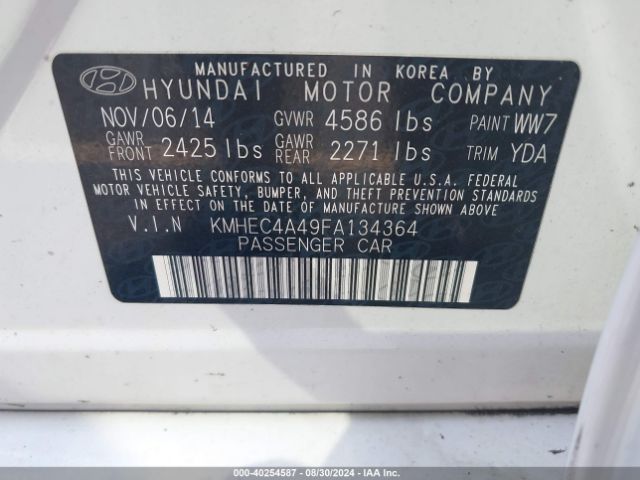 MANUFACTURED IN KOREA BY
HYUNDAI MOTOR COMPANY
NOV/06/14 GVWR 4586 lbs PAINT WW7
GAWR FRONT 2425 lbs GAWR REAR 2271 lbs TRIM YDA
THIS VEHICLE CONFORMS TO ALL APPLICABLE U.S.A. FEDERAL
MOTOR VEHICLE SAFETY, BUMPER, AND THEFT PREVENTION
STANDARDS IN EFFECT ON THE DATE OF MANUFACTURE SHOWN ABOVE.
V.I.N KMHEC4A49FA134364
PASSENGER CAR
000-40254587 - 08/30/2024 - IAA Inc.